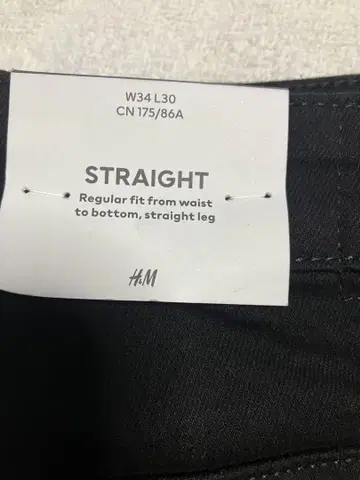 W34 L30
CN 175/86A
STRAIGHT
Regular fit from waist
to bottom, straight leg
H&M